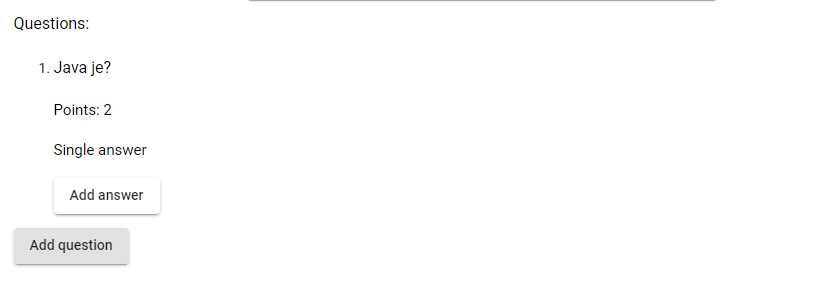 Questions:
1. Java je?
Points: 2
Single answer
Add answer
Add question